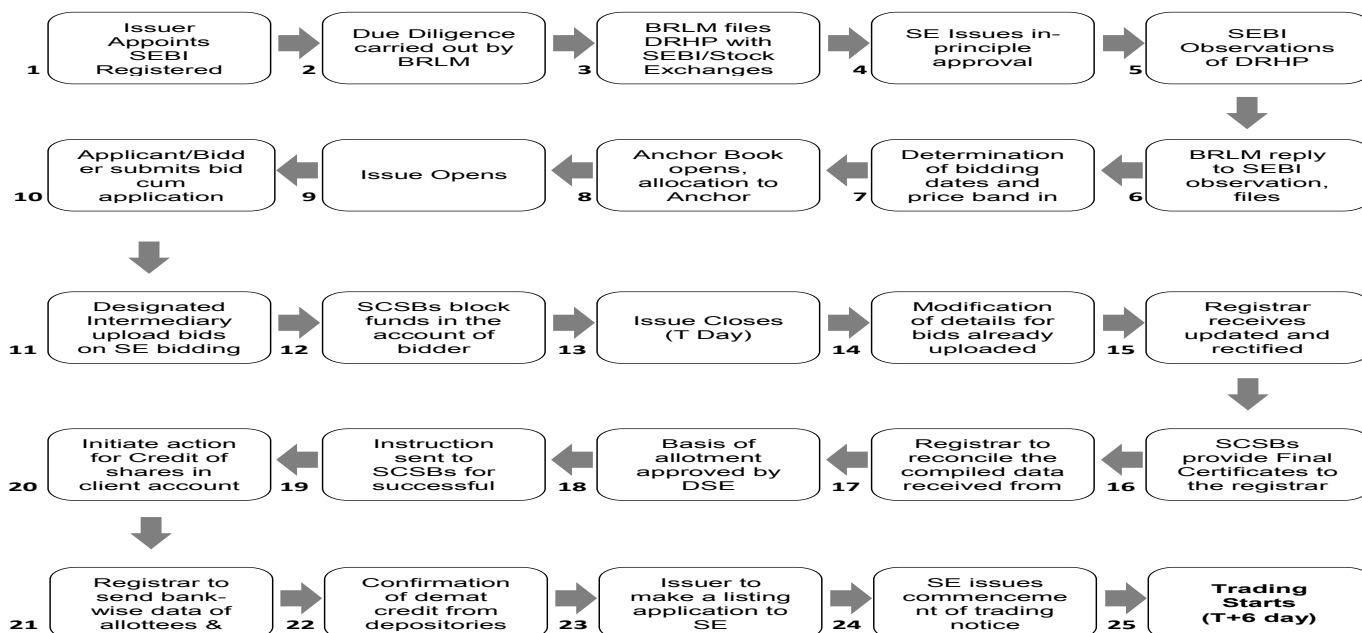 Issuer
Appoints
SEBI
Registered
1
Due Diligence
carried out by
BRLM
2
BRLM files
DRHP with
SEBI/Stock
Exchanges
3
SE Issues in-
principle
approval
4
SEBI
Observations
of DRHP
5
BRLM reply
to SEBI
observation,
files
6
Determination
of bidding
dates and
price band in
7
Anchor Book
opens,
allocation to
Anchor
8
Issue Opens
9
Applicant/Bidd
er submits bid
cum
application
10
Designated
Intermediary
upload bids
on SE bidding
11
SCSBs block
funds in the
account of
bidder
12
Issue Closes
(T Day)
13
Modification
of details for
bids already
uploaded
14
Registrar
receives
updated and
rectified
15
SCSBs
provide Final
Certificates to
the registrar
16
Registrar to
reconcile the
compiled data
received from
17
Basis of
allotment
approved by
DSE
18
Instruction
sent to
SCSBs for
successful
19
Initiate action
for Credit of
shares in
client account
20
Registrar to
send bank-
wise data of
allottees &
21
Confirmation
of demat
credit from
depositories
22
Issuer to
make a listing
application to
SE
23
SE issues
commenceme
nt of trading
notice
24
Trading
Starts
(T+6 day)
25